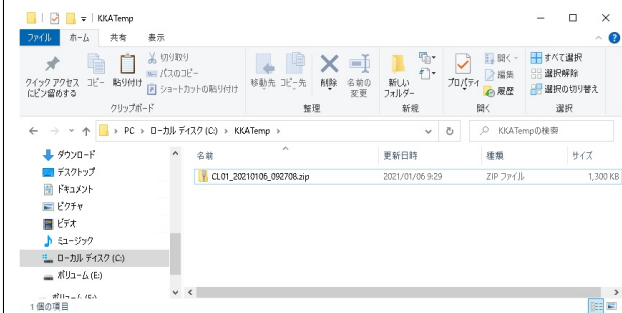 KKATemp
ファイル ホーム 共有 表示
クイック アクセス
にピン留めする
コピー
貼り付け
切り取り
パスのコピー
ショートカットの貼り付け
クリップボード
移動先 コピー先 削除 名前の
変更
整理
新しい
フォルダー
新規
プロパティ
開く
編集
履歴
開く
すべて選択
選択解除
選択の切り替え
選択
PC > ローカル ディスク (C:) > KKATemp >
KKATempの検索
名前 更新日時 種類 サイズ
CL01_20210106_092708.zip 2021/01/06 9:29 ZIP ファイル 1,300 KB
ダウンロード
デスクトップ
ドキュメント
ピクチャ
ビデオ
ミュージック
ローカル ディスク (C:)
ボリューム (E:)
ボリューム (E:)
1 個の項目